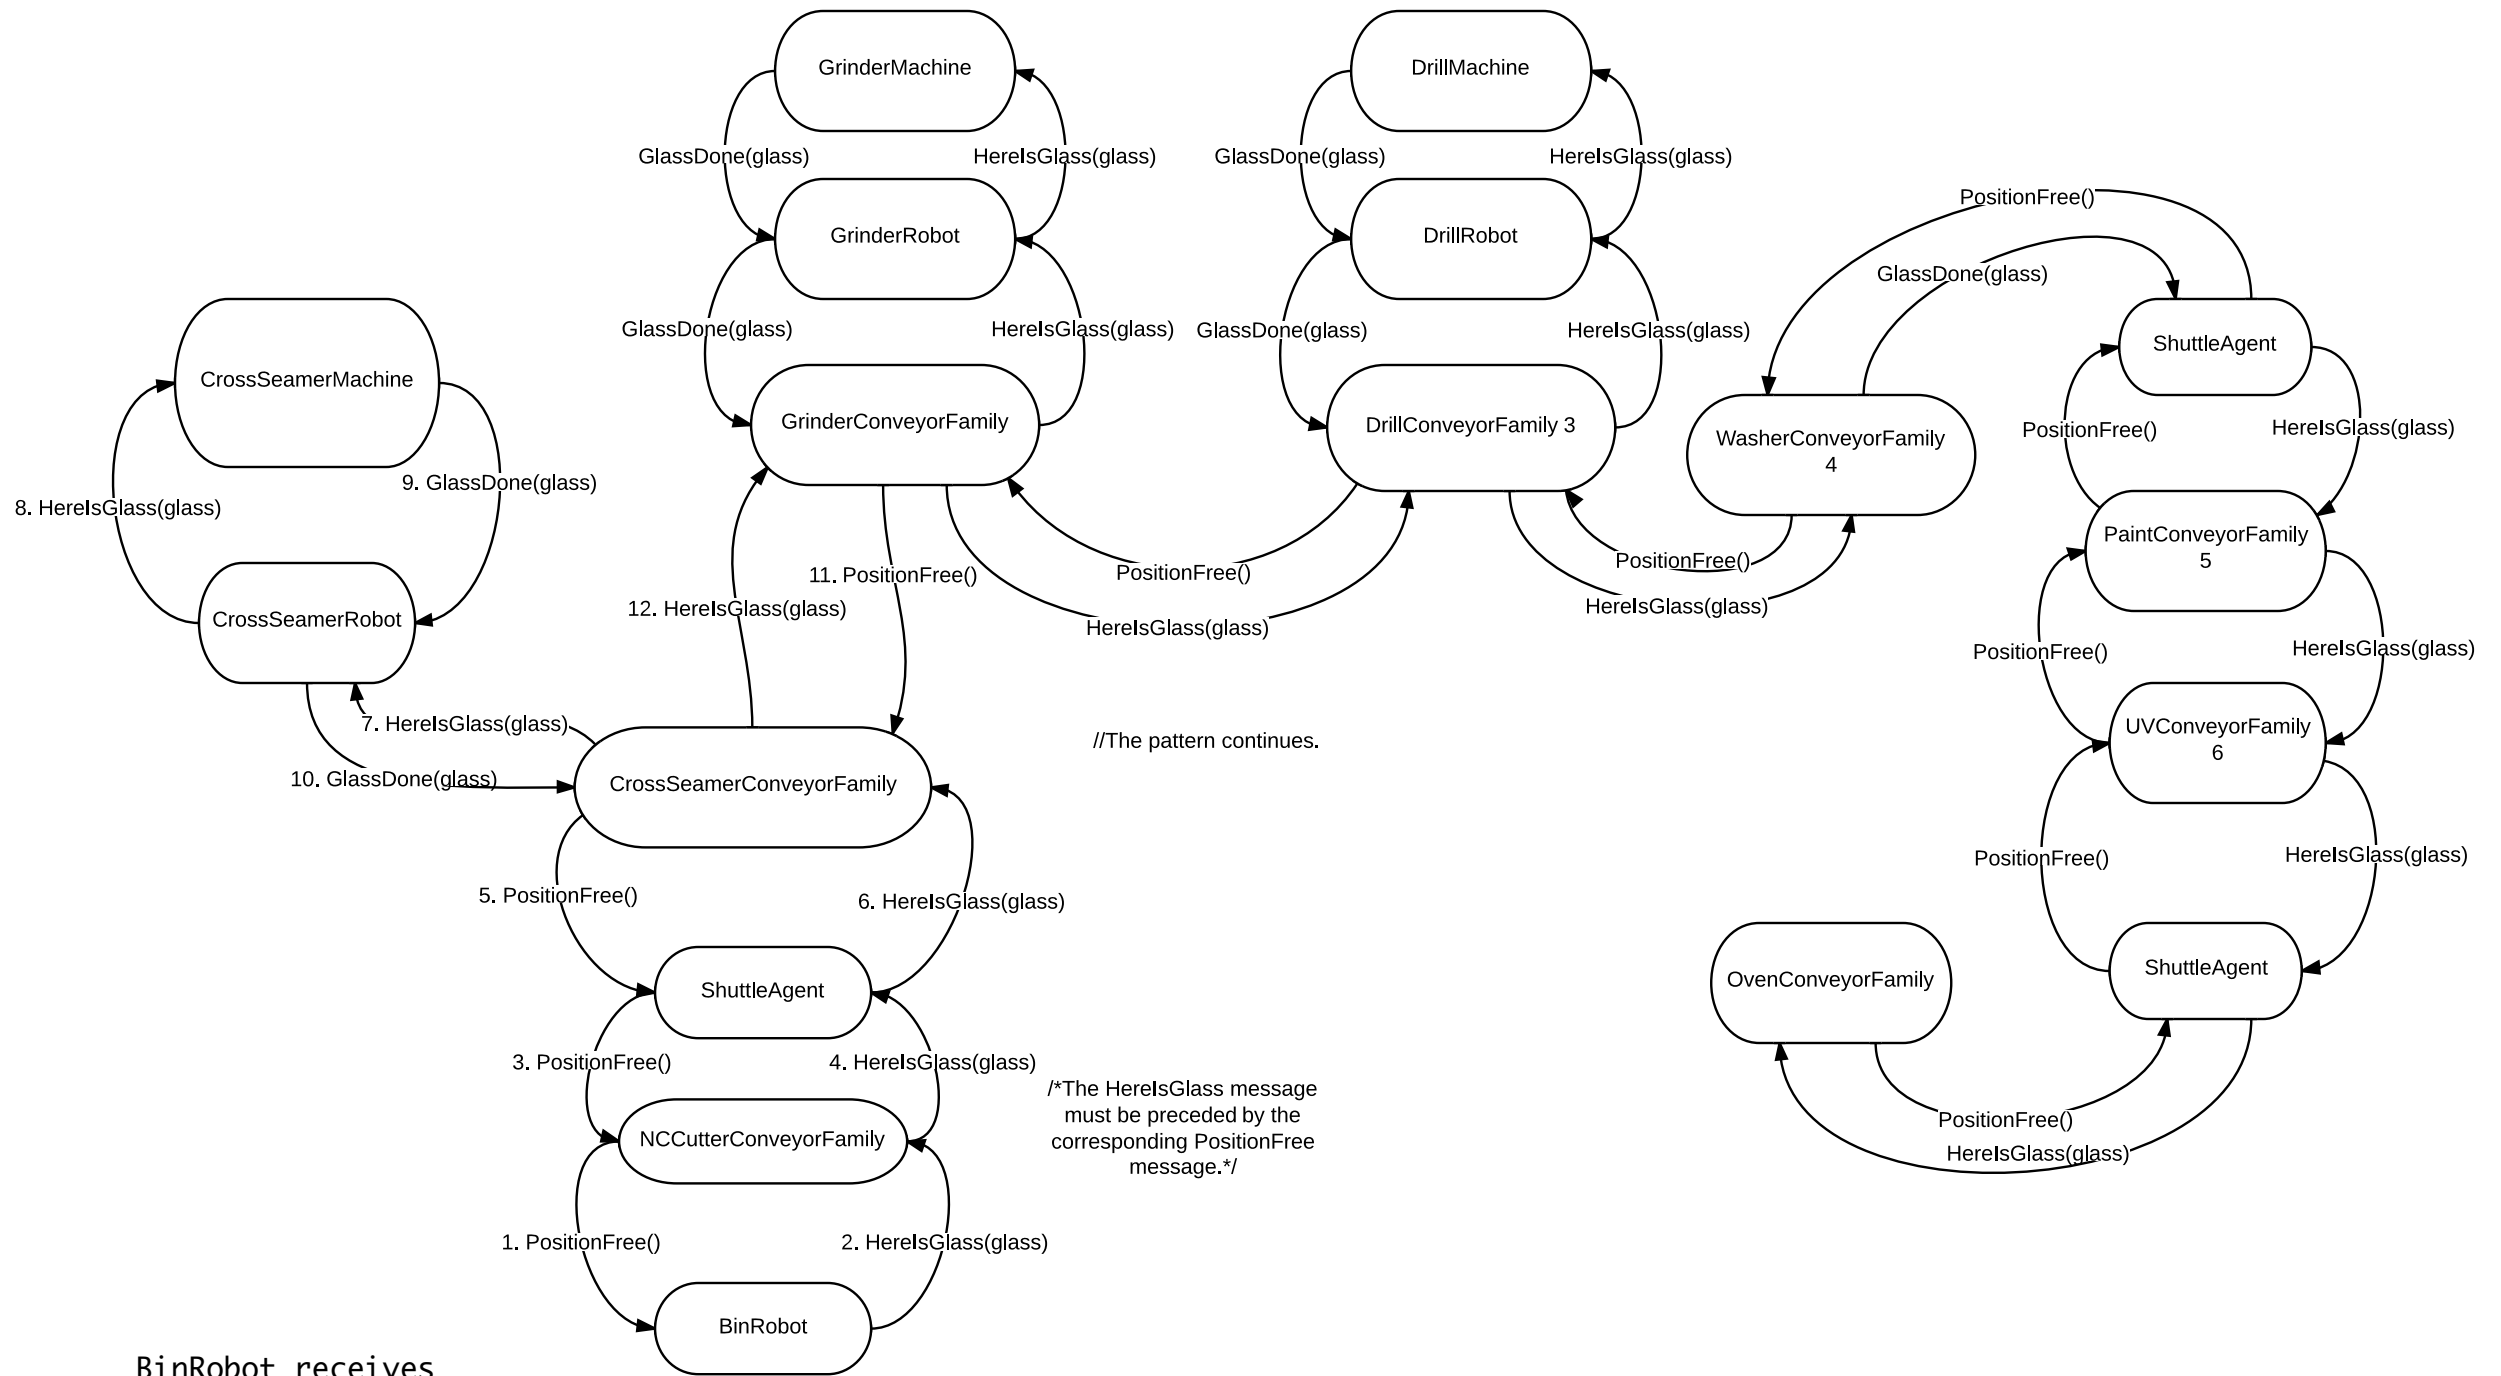 GrinderMachine
DrillMachine
GlassDone(glass)
HereIsGlass(glass)
GlassDone(glass)
HereIsGlass(glass)
PositionFree()
GrinderRobot
DrillRobot
GlassDone(glass)
GlassDone(glass)
HereIsGlass(glass)
GlassDone(glass)
HereIsGlass(glass)
ShuttleAgent
CrossSeamerMachine
GrinderConveyorFamily
DrillConveyorFamily 3
PositionFree()
HereIsGlass(glass)
WasherConveyorFamily
4
9. GlassDone(glass)
8. HereIsGlass(glass)
PaintConveyorFamily
5
PositionFree()
11. PositionFree()
PositionFree()
12. HereIsGlass(glass)
HereIsGlass(glass)
HereIsGlass(glass)
CrossSeamerRobot
PositionFree()
HereIsGlass(glass)
7. HereIsGlass(glass)
//The pattern continues.
UVConveyorFamily
6
10. GlassDone(glass)
CrossSeamerConveyorFamily
PositionFree()
HereIsGlass(glass)
5. PositionFree()
6. HereIsGlass(glass)
ShuttleAgent
OvenConveyorFamily
ShuttleAgent
3. PositionFree()
4. HereIsGlass(glass)
/*The HereIsGlass message
must be preceded by the
corresponding PositionFree
message.*/
PositionFree()
HereIsGlass(glass)
NCCutterConveyorFamily
1. PositionFree()
2. HereIsGlass(glass)
BinRobot
BinRobot receives